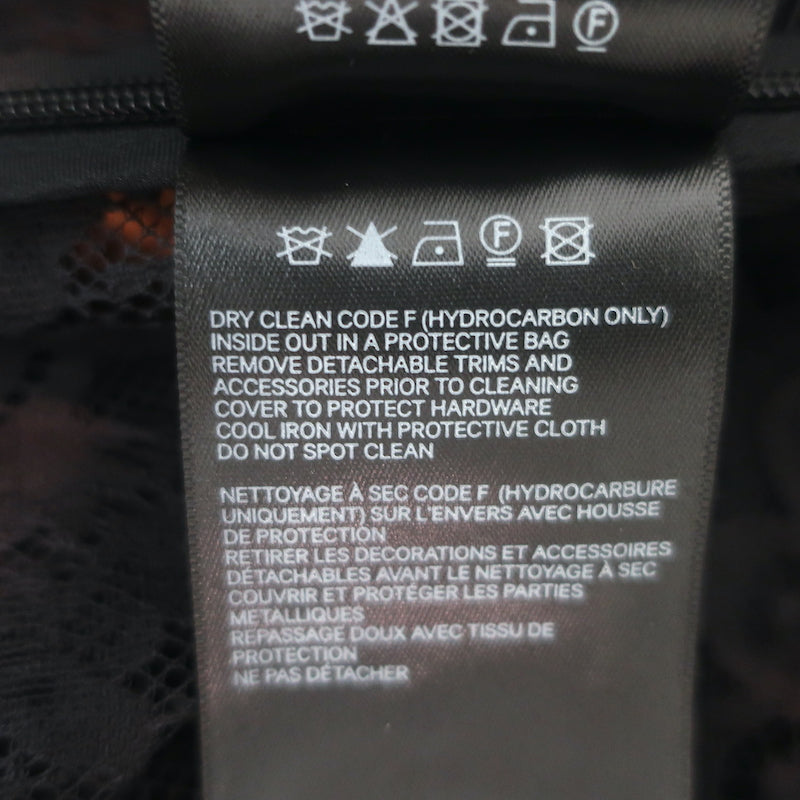 F
F
DRY CLEAN CODE F (HYDROCARBON ONLY)
INSIDE OUT IN A PROTECTIVE BAG
REMOVE DETACHABLE TRIMS AND
ACCESSORIES PRIOR TO CLEANING
COVER TO PROTECT HARDWARE
COOL IRON WITH PROTECTIVE CLOTH
DO NOT SPOT CLEAN
NETTOYAGE À SEC CODE F (HYDROCARBURE
UNIQUEMENT) SUR L'ENVERS AVEC HOUSSE
DE PROTECTION
RETIRER LES DECORATIONS ET ACCESSOIRES
DÉTACHABLES AVANT LE NETTOYAGE À SEC
COUVRIR ET PROTÉGER LES PARTIES
METALLIQUES
REPASSAGE DOUX AVEC TISSU DE
PROTECTION
NE PAS DÉTACHER